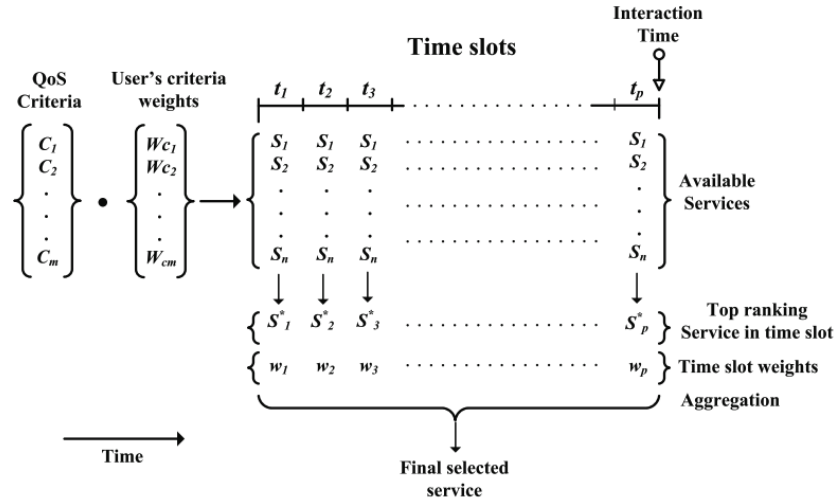 Interaction
Time
Time slots
QoS
Criteria
User's criteria
weights
t1 t2 t3 . . . . . . . . . . . . . . . . . . tp
C1 Wc1 S1 S1 S1 . . . . . . . . . . . . . . . . . . S1
C2 Wc2 S2 S2 S2 . . . . . . . . . . . . . . . . . . S2
Available
Services
Cm Wcm Sn Sn Sn . . . . . . . . . . . . . . . . . . Sn
S*1 S*2 S*3 . . . . . . . . . . . . . . . . . . S*p
Top ranking
Service in time slot
w1 w2 w3 . . . . . . . . . . . . . . . . . . wp Time slot weights
Aggregation
Time
Final selected
service